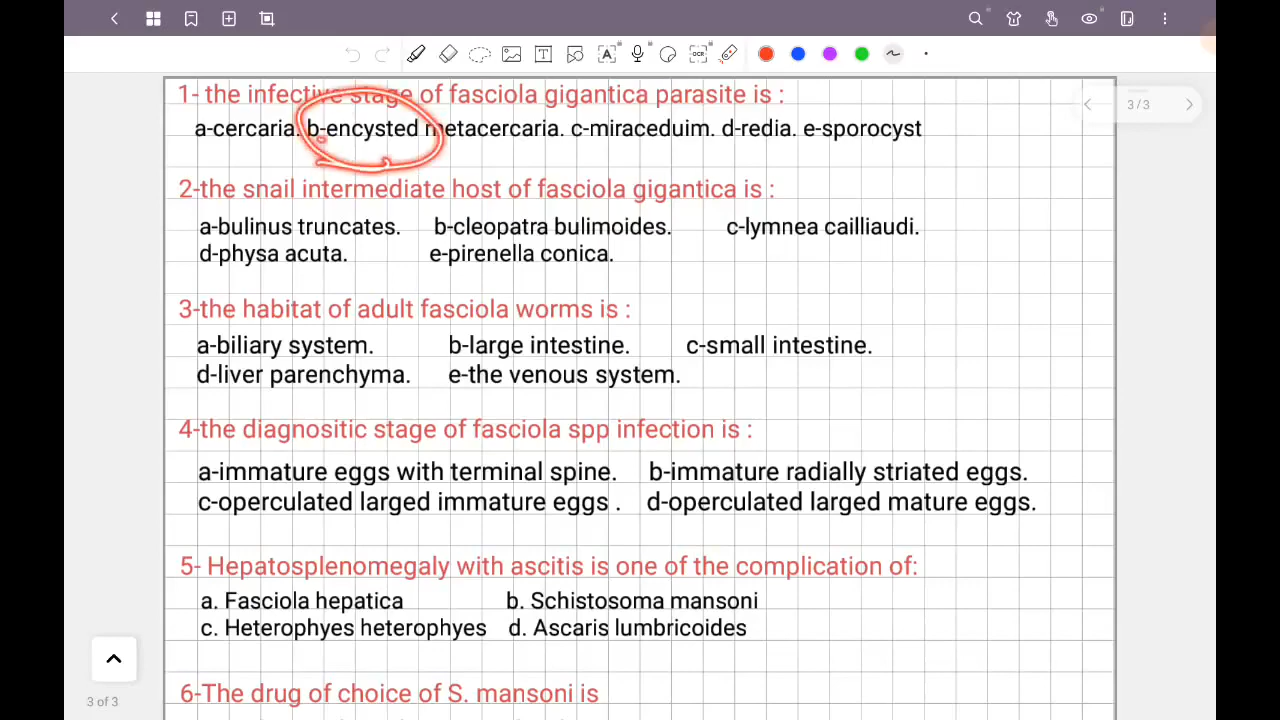 3/3
1- the infective stage of fasciola gigantica parasite is :
a-cercaria. b-encysted metacercaria. c-miraceduim. d-redia. e-sporocyst
2-the snail intermediate host of fasciola gigantica is :
a-bulinus truncates. b-cleopatra bulimoides. c-lymnea cailliaudi.
d-physa acuta. e-pirenella conica.
3-the habitat of adult fasciola worms is :
a-biliary system. b-large intestine. c-small intestine.
d-liver parenchyma. e-the venous system.
4-the diagnositic stage of fasciola spp infection is :
a-immature eggs with terminal spine. b-immature radially striated eggs.
c-operculated larged immature eggs . d-operculated larged mature eggs.
5- Hepatosplenomegaly with ascitis is one of the complication of:
a. Fasciola hepatica b. Schistosoma mansoni
c. Heterophyes heterophyes d. Ascaris lumbricoides
6-The drug of choice of S. mansoni is
3 of 3